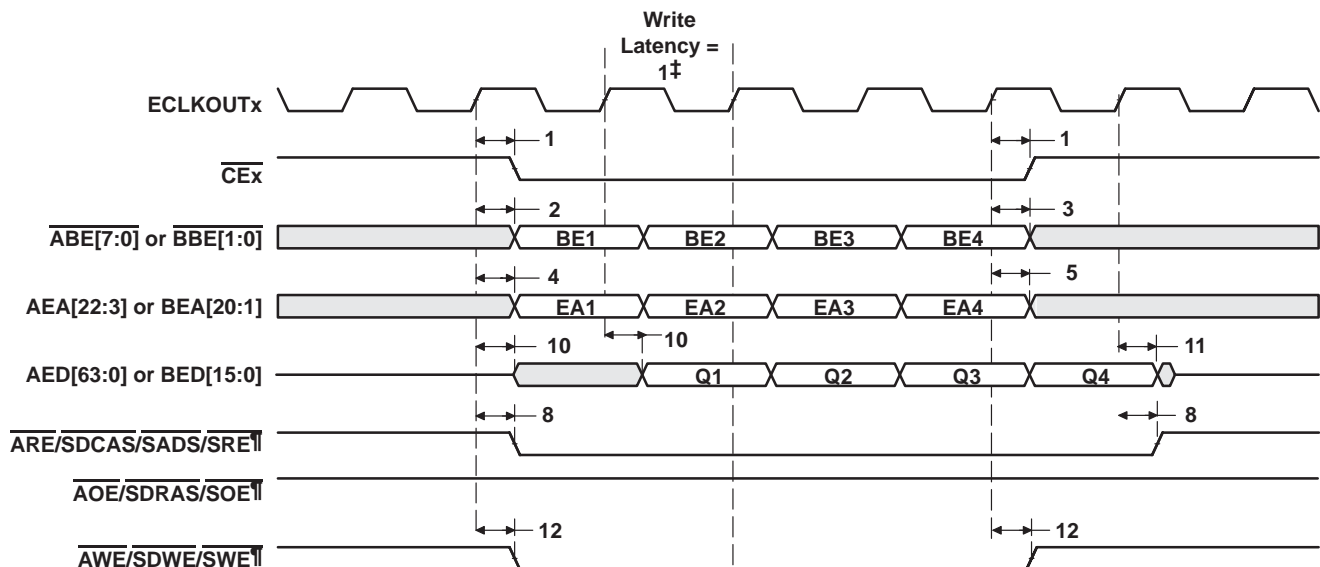 Write
Latency =
1‡
ECLKOUTx
1 1
CEx
2 3
ABE[7:0] or BBE[1:0] BE1 BE2 BE3 BE4
4 5
AEA[22:3] or BEA[20:1] EA1 EA2 EA3 EA4
10 10 11
AED[63:0] or BED[15:0] Q1 Q2 Q3 Q4
8 8
ARE/SDCAS/SADS/SRE¶
AOE/SDRAS/SOE¶
12 12
AWE/SDWE/SWE¶